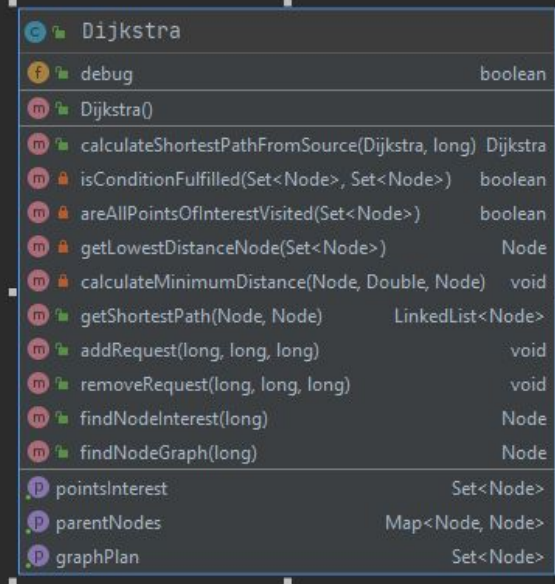 Dijkstra
debug boolean
Dijkstra()
calculateShortestPathFromSource(Dijkstra, long) Dijkstra
isConditionFulfilled(Set<Node>, Set<Node>) boolean
areAllPointsOfInterestVisited(Set<Node>) boolean
getLowestDistanceNode(Set<Node>) Node
calculateMinimumDistance(Node, Double, Node) void
getShortestPath(Node, Node) LinkedList<Node>
addRequest(long, long, long) void
removeRequest(long, long, long) void
findNodeInterest(long) Node
findNodeGraph(long) Node
pointsInterest Set<Node>
parentNodes Map<Node, Node>
graphPlan Set<Node>